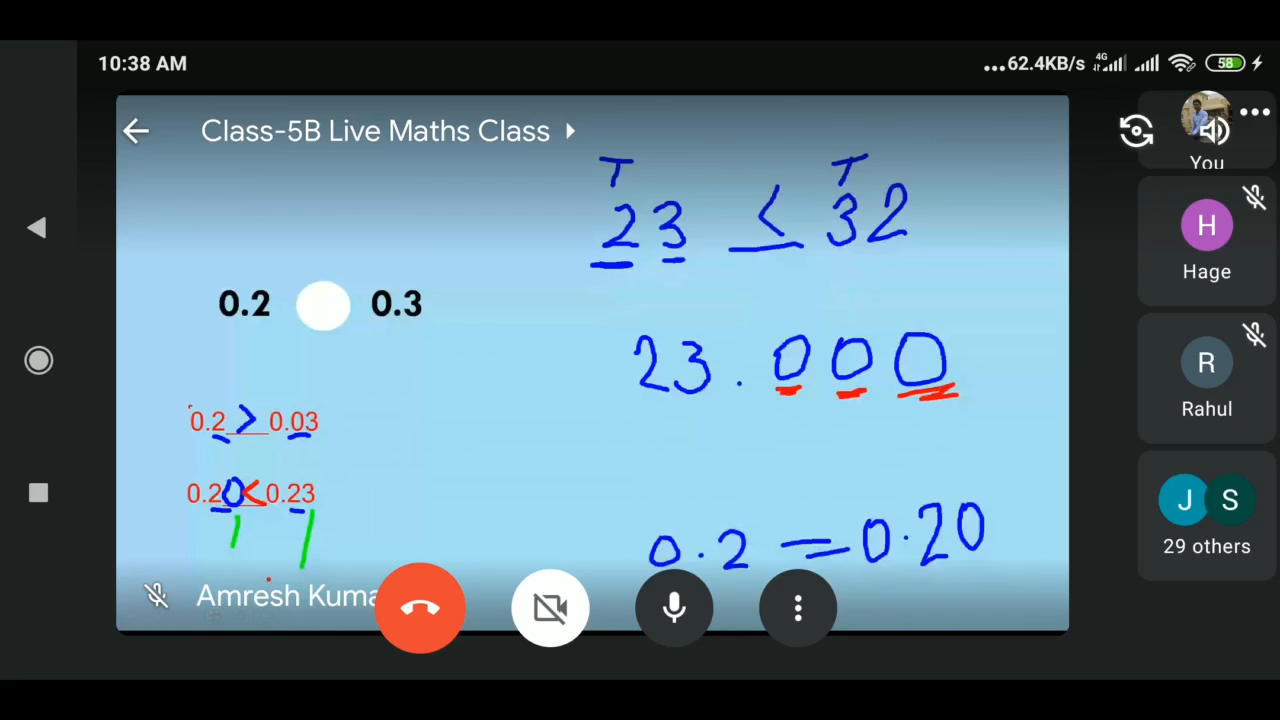 10:38 AM
...62.4KB/s 4G 58
Class-5B Live Maths Class
You
T T
23 < 32
Hage
0.2 0.3
23.000
Rahul
0.2 > 0.03
0.20 < 0.23
J S
29 others
0.2 = 0.20
Amresh Kuma
H
R